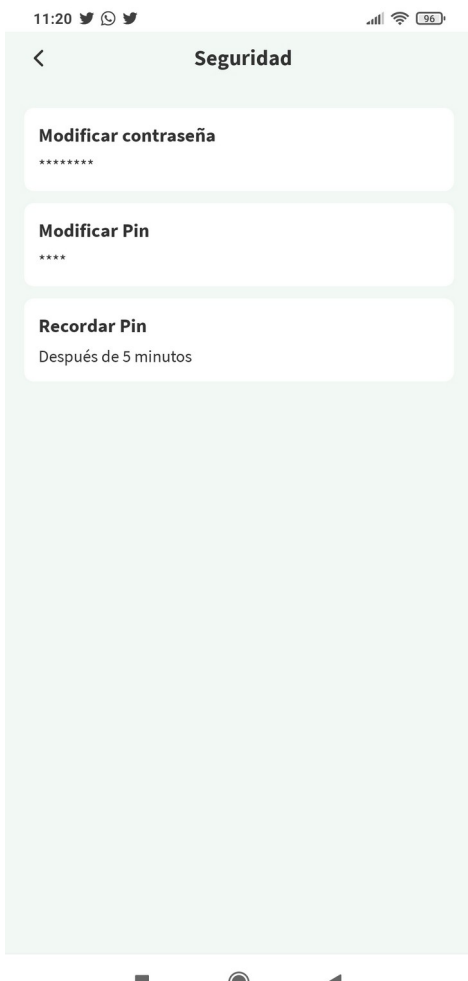 11:20
96
Seguridad
Modificar contraseña
********
Modificar Pin
****
Recordar Pin
Después de 5 minutos